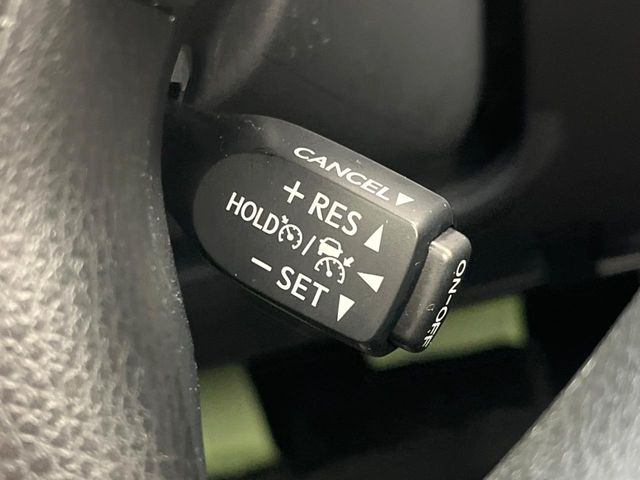 CANCEL▼
+ RES ▲
HOLD /
- SET ▼
ON-OFF